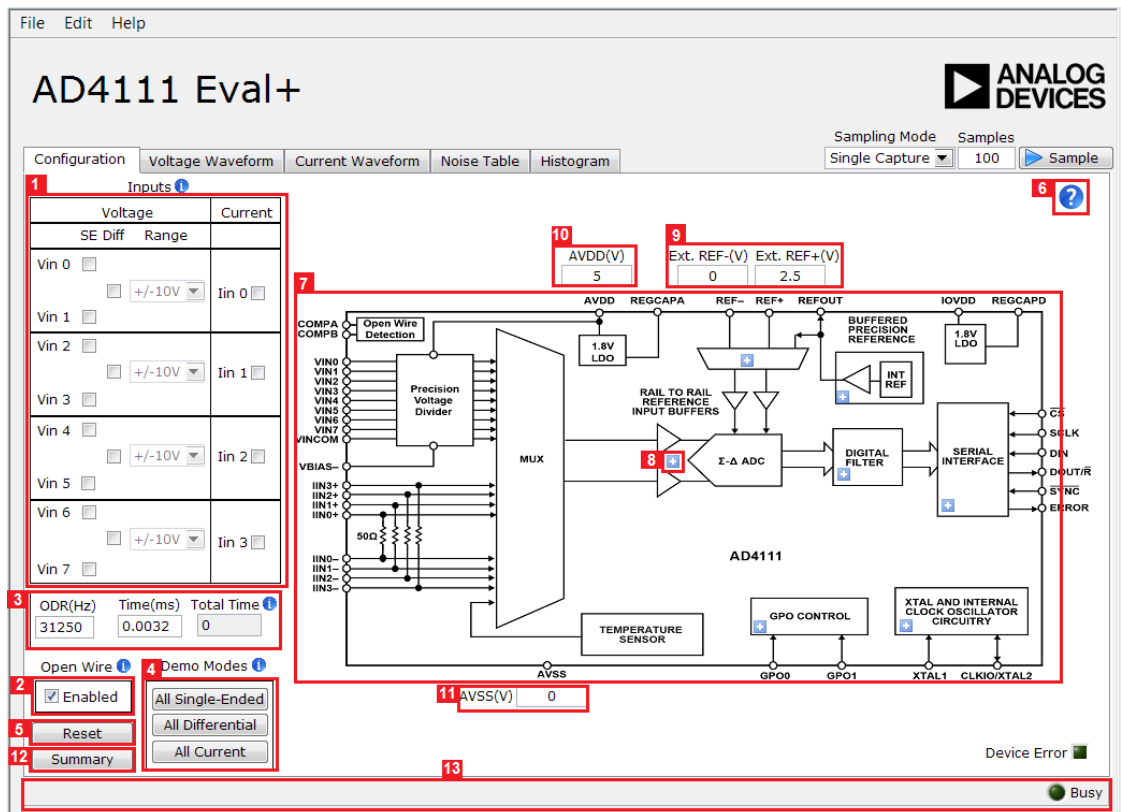 File Edit Help
AD4111 Eval+
ANALOG
DEVICES
Sampling Mode Samples
Single Capture 100 Sample
Configuration Voltage Waveform Current Waveform Noise Table Histogram
1 Inputs i
6 ?
Voltage Current
SE Diff Range
Vin 0
+/-10V Iin 0
Vin 1
Vin 2
+/-10V Iin 1
Vin 3
Vin 4
+/-10V Iin 2
Vin 5
Vin 6
+/-10V Iin 3
Vin 7
3
ODR(Hz) Time(ms) Total Time i
31250 0.0032 0
Open Wire i 4 Demo Modes i
2 Enabled All Single-Ended
All Differential
5 Reset
All Current
12 Summary
10 9
AVDD(V) Ext. REF-(V) Ext. REF+(V)
5 0 2.5
7
AVDD REGCAPA REF– REF+ REFOUT IOVDD REGCAPD
COMPA
COMPB
Open Wire
Detection
1.8V
LDO
BUFFERED
PRECISION
REFERENCE
1.8V
LDO
VIN0
VIN1
VIN2
VIN3
VIN4
VIN5
VIN6
VIN7
VINCOM
Precision
Voltage
Divider
INT
REF
RAIL TO RAIL
REFERENCE
INPUT BUFFERS
VBIAS–
MUX
8
Σ-Δ ADC
DIGITAL
FILTER
SERIAL
INTERFACE
CS
SCLK
DIN
DOUT/R
SYNC
ERROR
IIN3+
IIN2+
IIN1+
IIN0+
50Ω
IIN0–
IIN1–
IIN2–
IIN3–
AD4111
TEMPERATURE
SENSOR
GPO CONTROL
XTAL AND INTERNAL
CLOCK OSCILLATOR
CIRCUITRY
AVSS GPO0 GPO1 XTAL1 CLKIO/XTAL2
11 AVSS(V) 0
Device Error
13
Busy